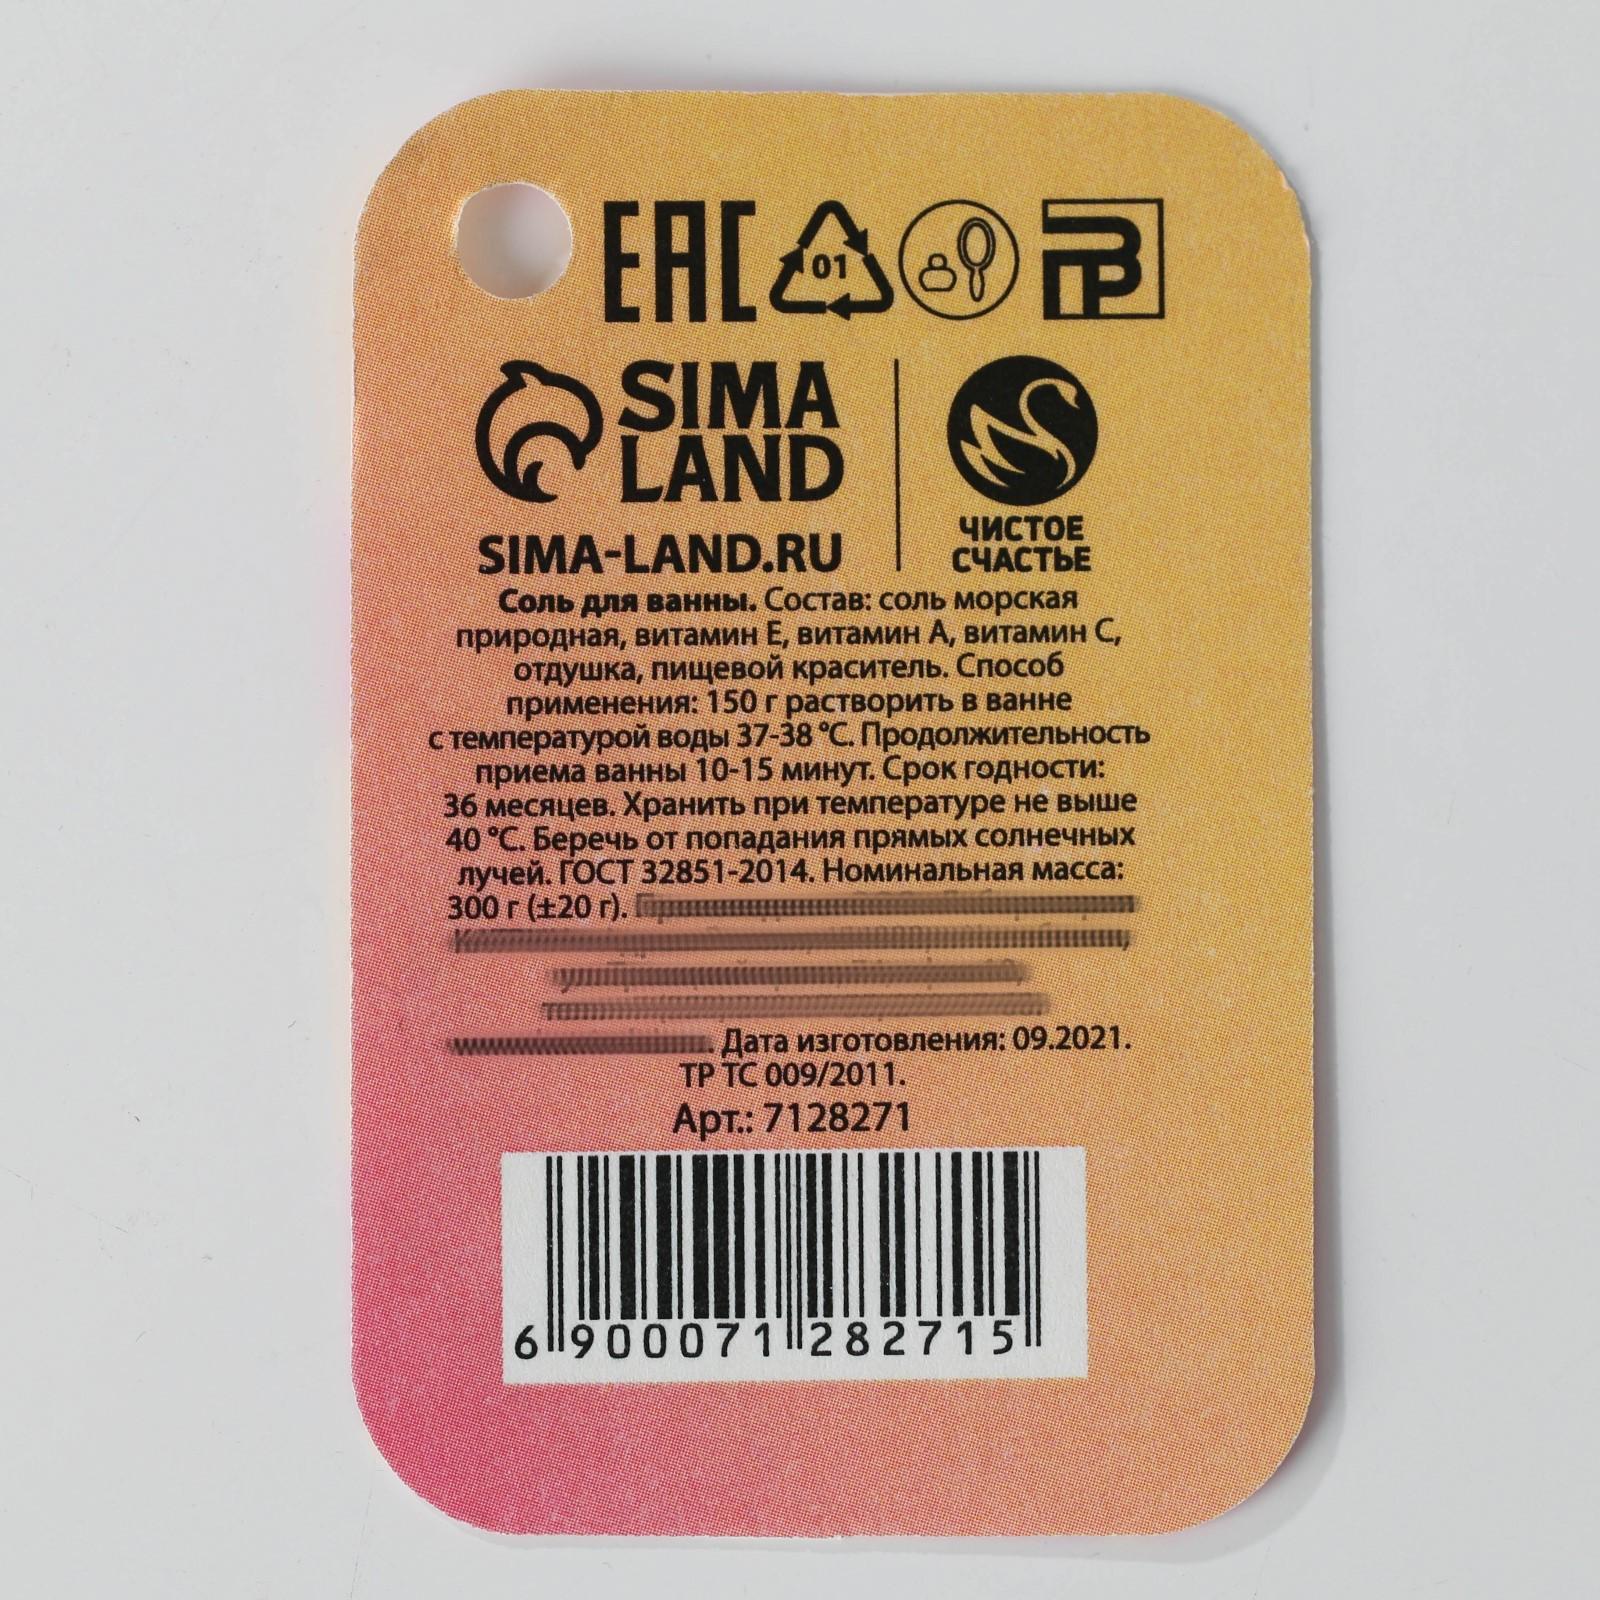 ЕАС 01
SIMA
LAND
SIMA-LAND.RU
ЧИСТОЕ
СЧАСТЬЕ
Соль для ванны. Состав: соль морская
природная, витамин Е, витамин А, витамин С,
отдушка, пищевой краситель. Способ
применения: 150 г растворить в ванне
с температурой воды 37-38 °С. Продолжительность
приема ванны 10-15 минут. Срок годности:
36 месяцев. Хранить при температуре не выше
40 °С. Беречь от попадания прямых солнечных
лучей. ГОСТ 32851-2014. Номинальная масса:
300 г (±20 г).
. Дата изготовления: 09.2021.
ТР ТС 009/2011.
Арт.: 7128271
6 900071 282715